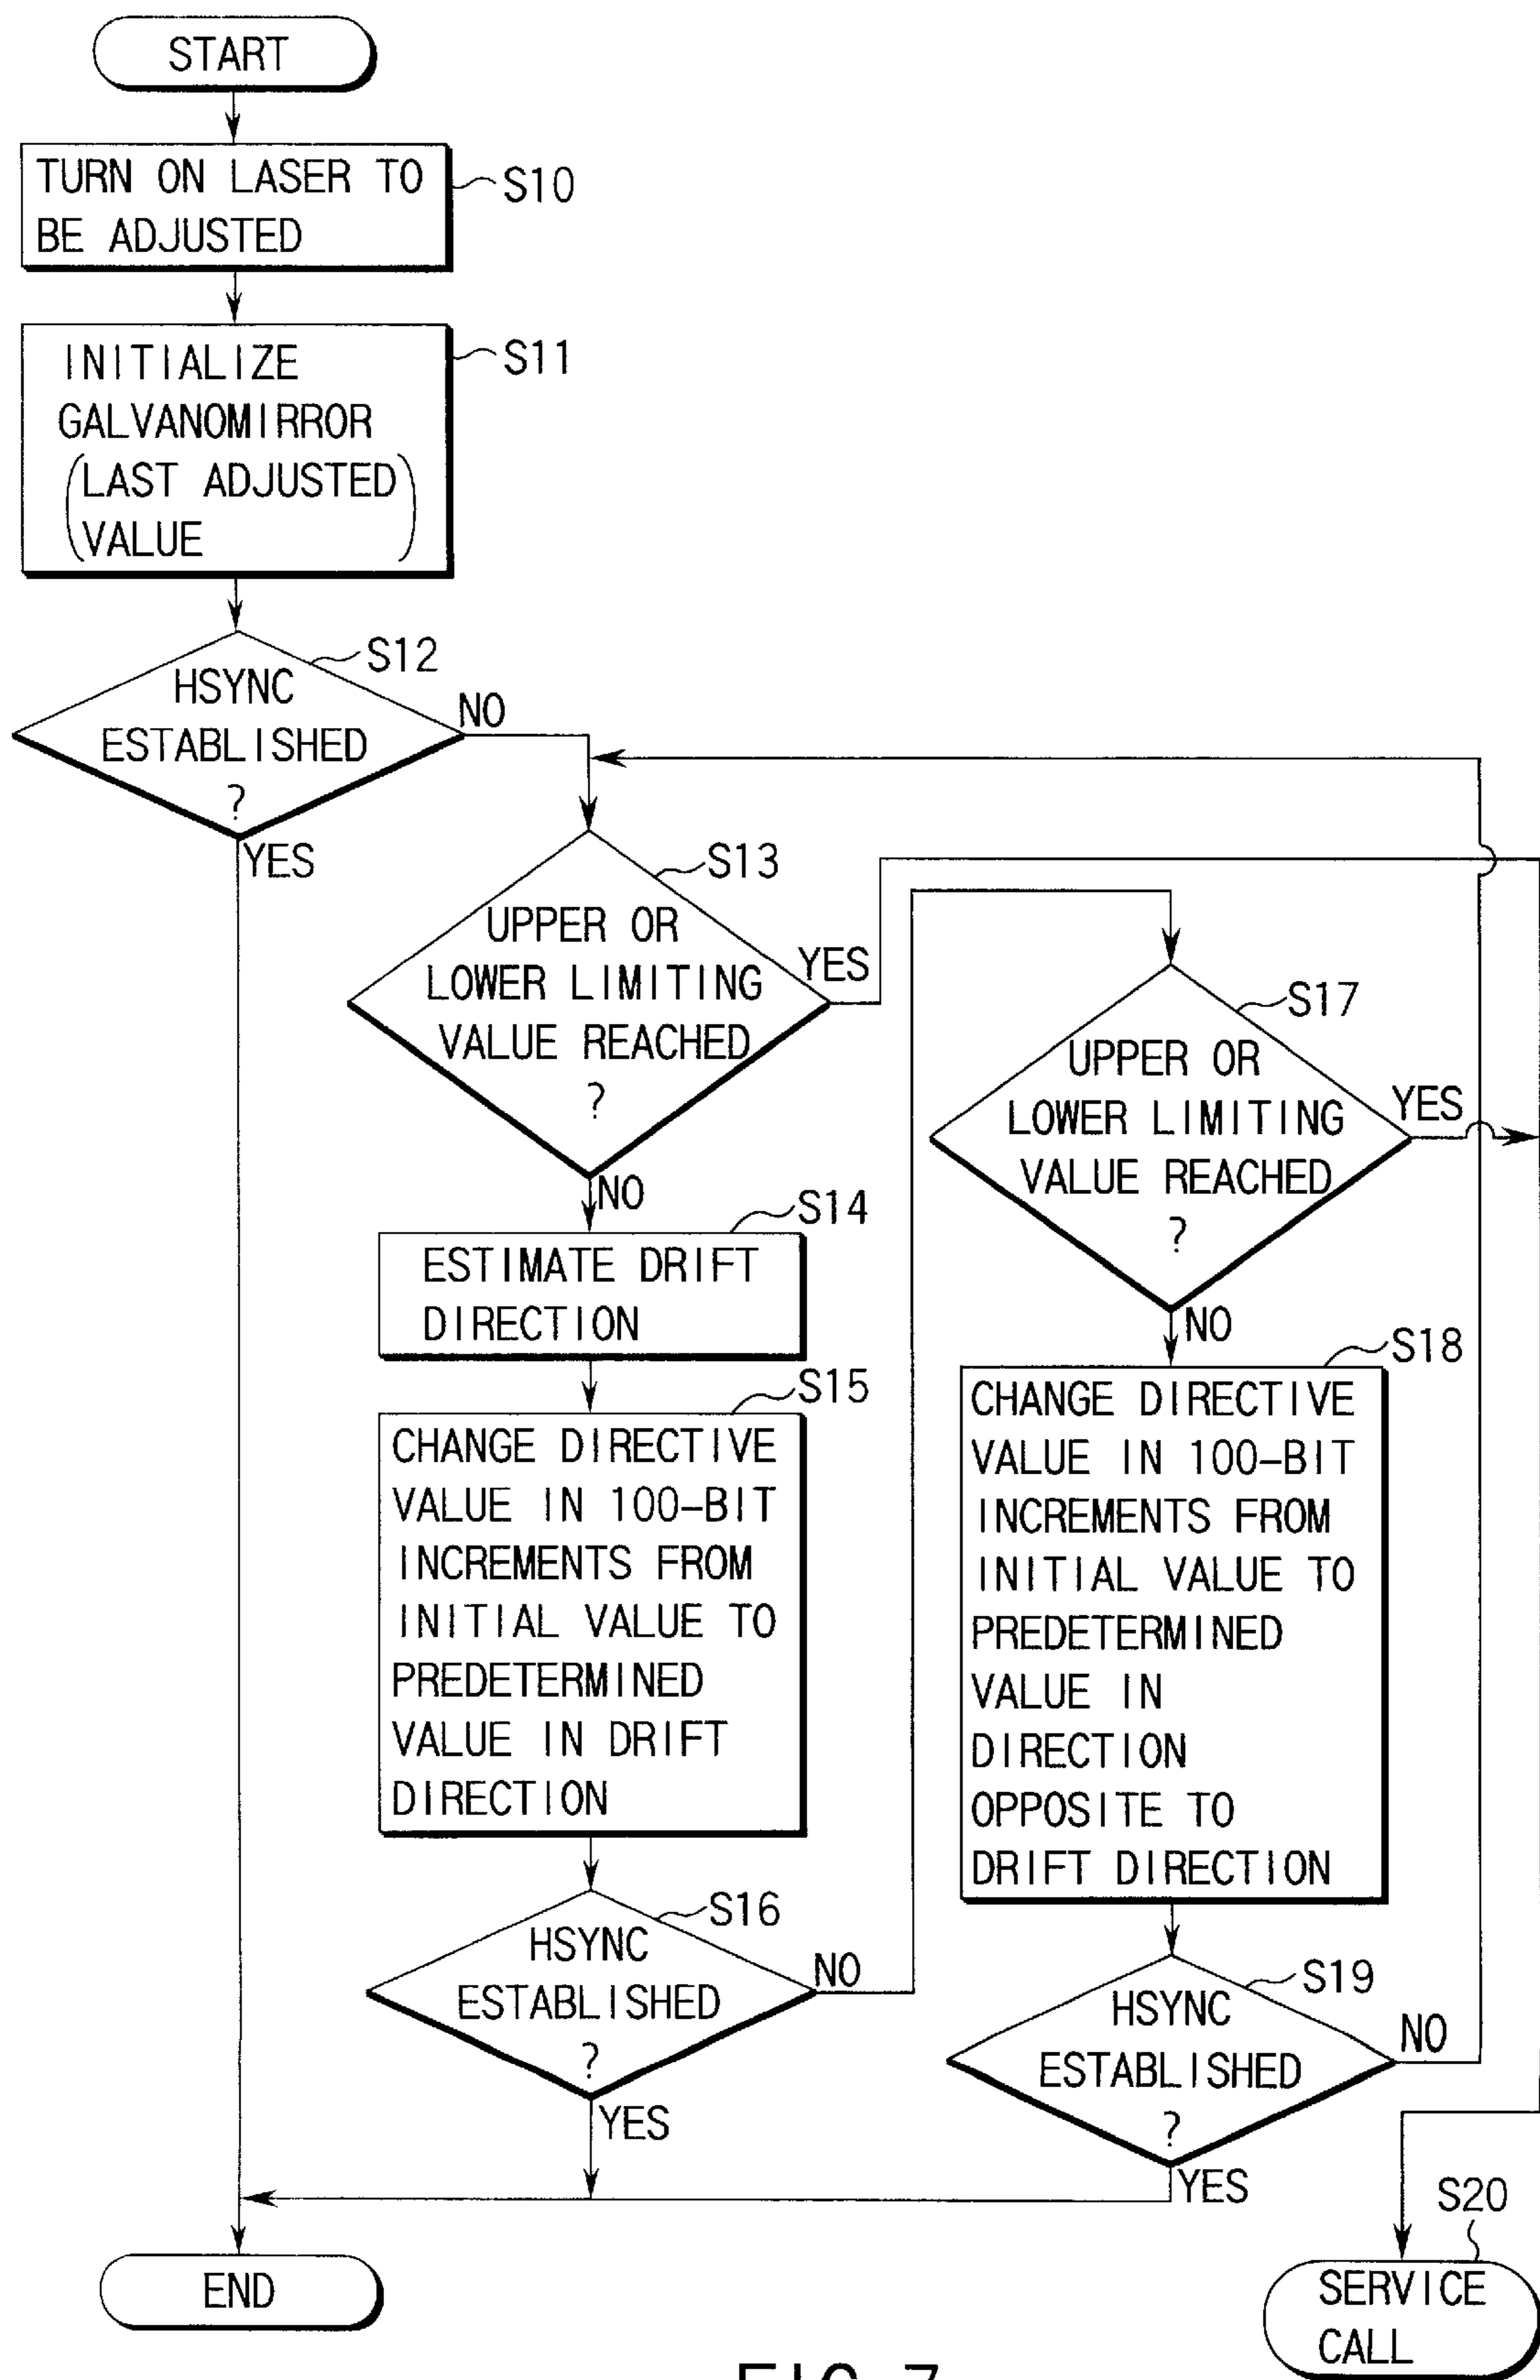 START
TURN ON LASER TO
BE ADJUSTED
S10
INITIALIZE
GALVANOMIRROR
(LAST ADJUSTED
VALUE)
S11
HSYNC
ESTABLISHED
?
S12
NO
YES
UPPER OR
LOWER LIMITING
VALUE REACHED
?
S13
YES
NO
ESTIMATE DRIFT
DIRECTION
S14
CHANGE DIRECTIVE
VALUE IN 100-BIT
INCREMENTS FROM
INITIAL VALUE TO
PREDETERMINED
VALUE IN DRIFT
DIRECTION
S15
HSYNC
ESTABLISHED
?
S16
NO
YES
UPPER OR
LOWER LIMITING
VALUE REACHED
?
S17
YES
NO
CHANGE DIRECTIVE
VALUE IN 100-BIT
INCREMENTS FROM
INITIAL VALUE TO
PREDETERMINED
VALUE IN
DIRECTION
OPPOSITE TO
DRIFT DIRECTION
S18
HSYNC
ESTABLISHED
?
S19
NO
YES
END
S20
SERVICE
CALL
FIG. 7